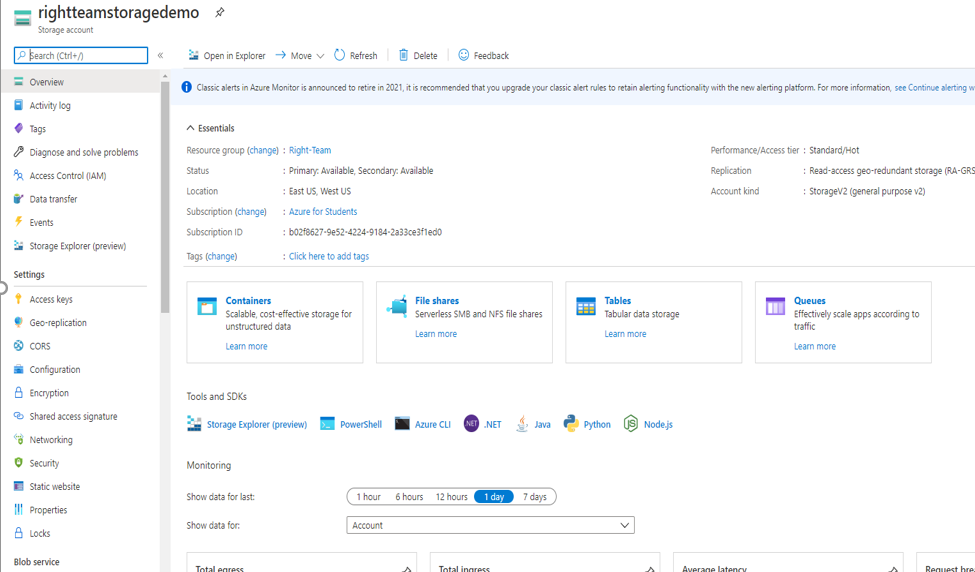 rightteamstoragedemo
Storage account
Search (Ctrl+/)
«
Open in Explorer
Move
Refresh
Delete
Feedback
Overview
Activity log
Tags
Diagnose and solve problems
Access Control (IAM)
Data transfer
Events
Storage Explorer (preview)
Settings
Access keys
Geo-replication
CORS
Configuration
Encryption
Shared access signature
Networking
Security
Static website
Properties
Locks
Blob service
Classic alerts in Azure Monitor is announced to retire in 2021, it is recommended that you upgrade your classic alert rules to retain alerting functionality with the new alerting platform. For more information, see Continue alerting w
Essentials
Resource group (change) : Right-Team
Status : Primary: Available, Secondary: Available
Location : East US, West US
Subscription (change) : Azure for Students
Subscription ID : b02f8627-9e52-4224-9184-2a33ce3f1ed0
Tags (change) : Click here to add tags
Performance/Access tier : Standard/Hot
Replication : Read-access geo-redundant storage (RA-GRS
Account kind : StorageV2 (general purpose v2)
Containers
Scalable, cost-effective storage for
unstructured data
Learn more
File shares
Serverless SMB and NFS file shares
Learn more
Tables
Tabular data storage
Learn more
Queues
Effectively scale apps according to
traffic
Learn more
Tools and SDKs
Storage Explorer (preview)
PowerShell
Azure CLI
NET
.NET
Java
Python
Node.js
Monitoring
Show data for last:
1 hour
6 hours
12 hours
1 day
7 days
Show data for:
Account
Total egress
Total ingress
Average latency
Request bre